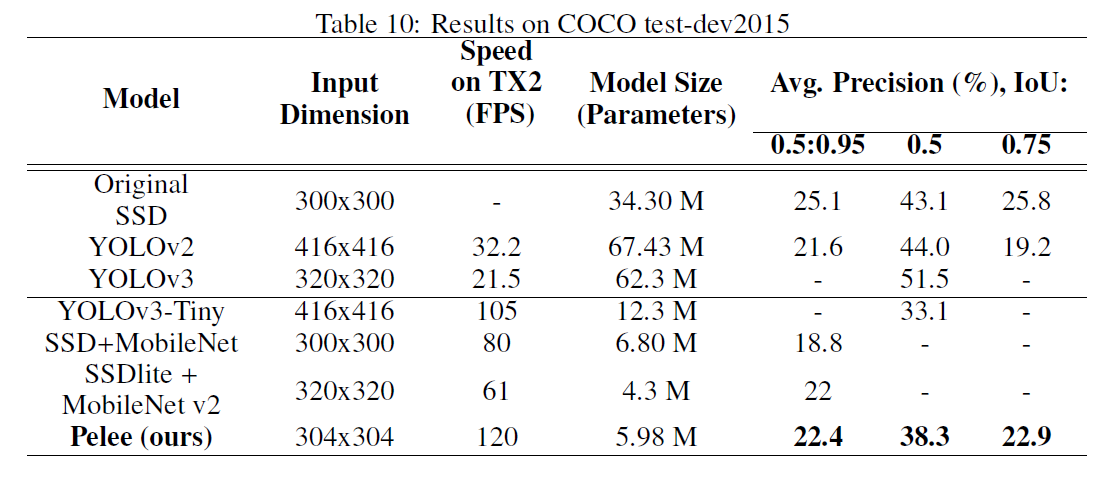 Table 10: Results on COCO test-dev2015
Model
Input
Dimension
Speed
on TX2
(FPS)
Model Size
(Parameters)
Avg. Precision (%), IoU:
0.5:0.95 0.5 0.75
Original
SSD
300x300 - 34.30 M 25.1 43.1 25.8
YOLOv2 416x416 32.2 67.43 M 21.6 44.0 19.2
YOLOv3 320x320 21.5 62.3 M - 51.5 -
YOLOv3-Tiny 416x416 105 12.3 M - 33.1 -
SSD+MobileNet 300x300 80 6.80 M 18.8 - -
SSDlite +
MobileNet v2
320x320 61 4.3 M 22 - -
Pelee (ours) 304x304 120 5.98 M 22.4 38.3 22.9